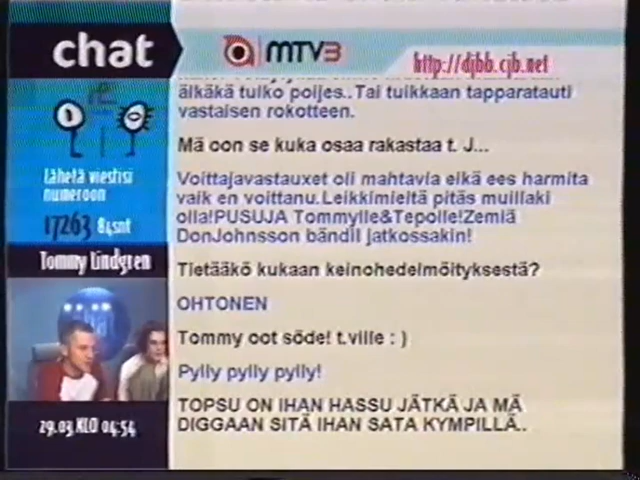 chat
MTV3
http://djbb.cjb.net
älkäkä tulko poijes..Tai tuikkaan tapparatauti
vastaisen rokotteen.
Mä oon se kuka osaa rakastaa t. J...
Voittajavastauxet oli mahtavia eikä ees harmita
vaik en voittanu.Leikkimieltä pitäs muillaki
olla!PUSUJA Tommylle&Tepolle!Zemiä
DonJohnsson bändil jatkossakin!
Tietääkö kukaan keinohedelmöityksestä?
OHTONEN
Tommy oot söde! t.ville : )
Pylly pylly pylly!
TOPSU ON IHAN HASSU JÄTKÄ JA MÄ
DIGGAAN SITÄ IHAN SATA KYMPILLÄ..
Lähetä viestisi
numeroon
17263 84snt
Tommy Lindgren
29.03.KLO 04:54